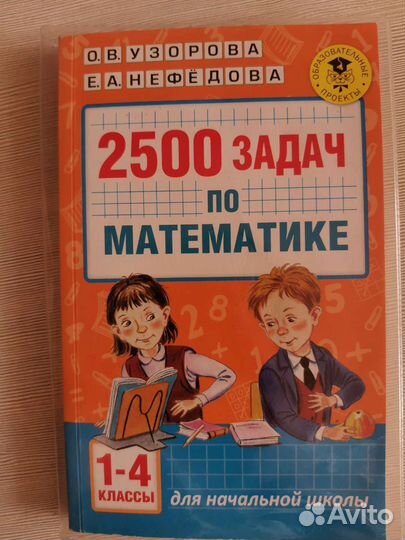 О.В. УЗОРОВА
Е.А. НЕФЁДОВА
ОБРАЗОВАТЕЛЬНЫЕ
ПРОЕКТЫ
2500 ЗАДАЧ
ПО
МАТЕМАТИКЕ
1-4
КЛАССЫ
для начальной школы
Avito